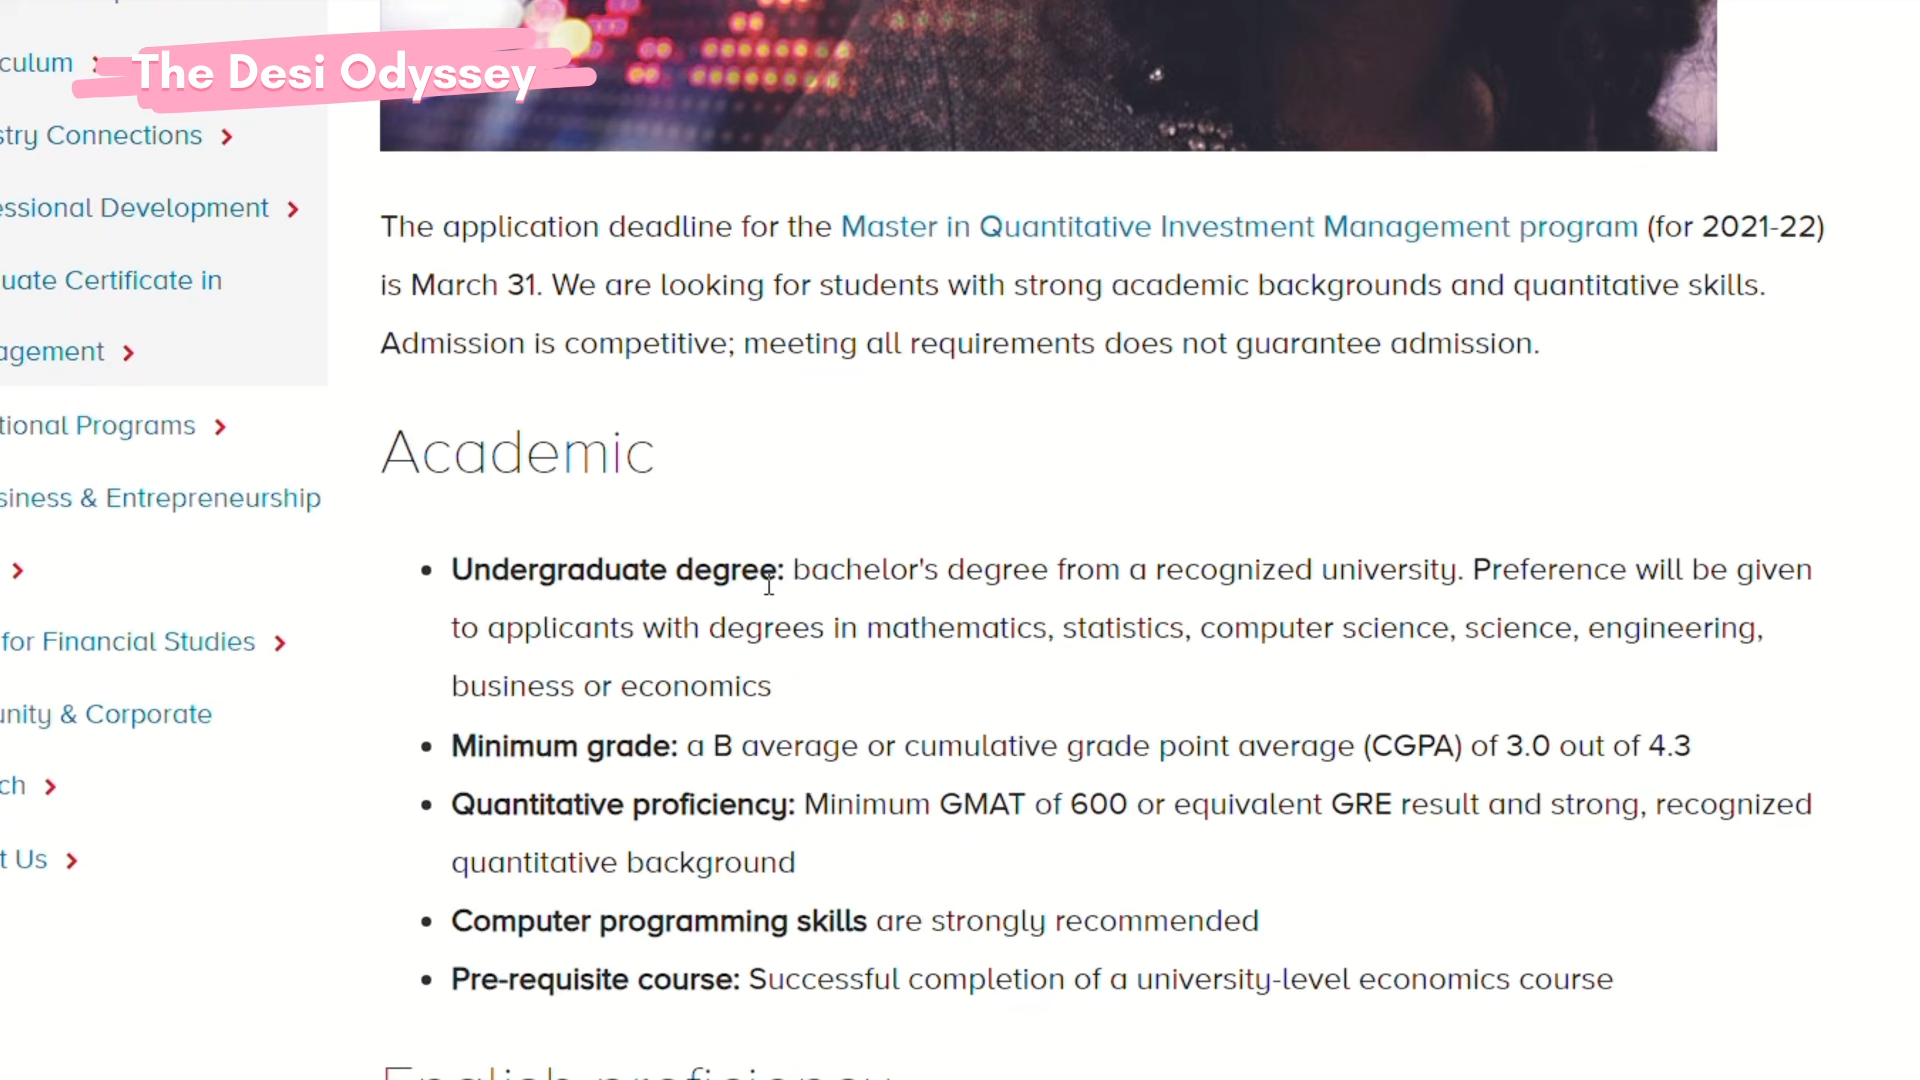 culum
The Desi Odyssey
stry Connections
essional Development
uate Certificate in
agement
tional Programs
siness & Entrepreneurship
for Financial Studies
unity & Corporate
ch
t Us
The application deadline for the Master in Quantitative Investment Management program (for 2021-22)
is March 31. We are looking for students with strong academic backgrounds and quantitative skills.
Admission is competitive; meeting all requirements does not guarantee admission.
Academic
• Undergraduate degree: bachelor's degree from a recognized university. Preference will be given
to applicants with degrees in mathematics, statistics, computer science, science, engineering,
business or economics
• Minimum grade: a B average or cumulative grade point average (CGPA) of 3.0 out of 4.3
• Quantitative proficiency: Minimum GMAT of 600 or equivalent GRE result and strong, recognized
quantitative background
• Computer programming skills are strongly recommended
• Pre-requisite course: Successful completion of a university-level economics course
English proficiency